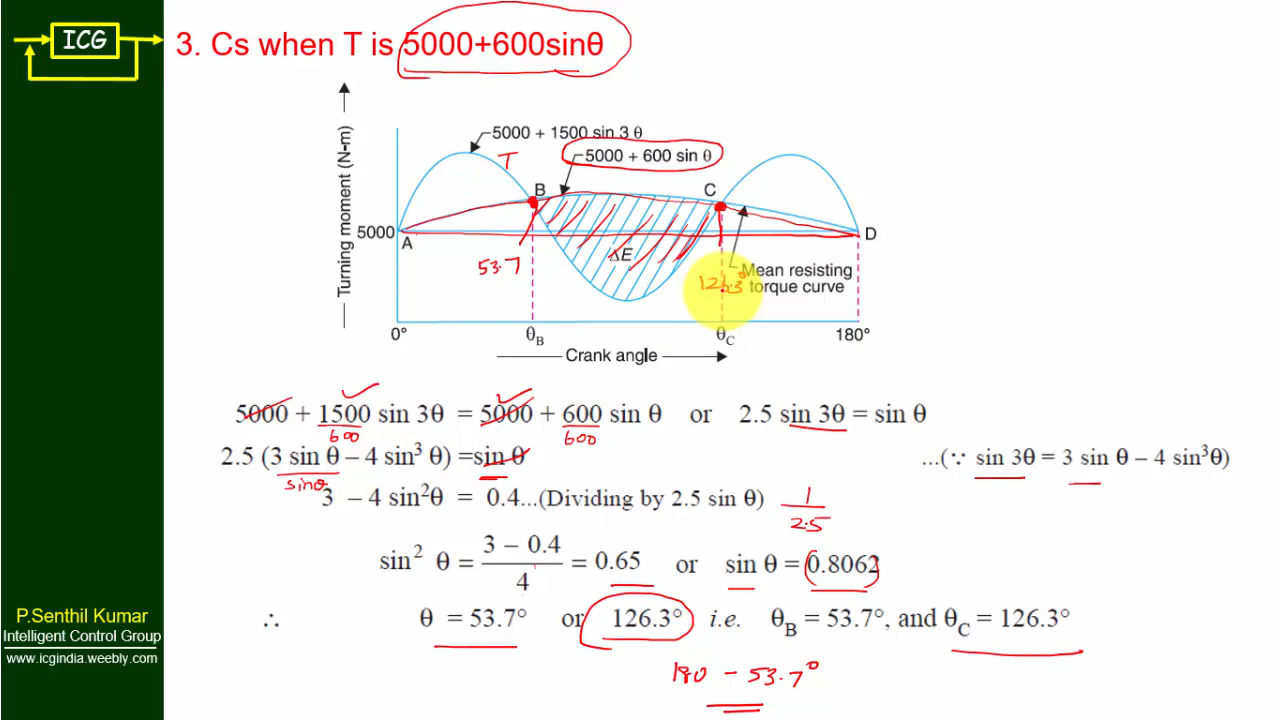 ICG
3. Cs when T is 5000+600sinθ
Turning moment (N-m)
5000 + 1500 sin 3 θ
T
5000 + 600 sin θ
B
C
5000
A
D
53.7
ΔE
126.3°
Mean resisting
torque curve
0°
θB
θC
180°
Crank angle
5000 + 1500 sin 3θ = 5000 + 600 sin θ or 2.5 sin 3θ = sin θ
600
600
2.5 (3 sin θ – 4 sin³ θ) =sin θ ...(∵ sin 3θ = 3 sin θ – 4 sin³θ)
sinθ
3 – 4 sin²θ = 0.4...(Dividing by 2.5 sin θ)
1
2.5
sin² θ = 3 – 0.4 / 4 = 0.65 or sin θ = 0.8062
∴ θ = 53.7° or 126.3° i.e. θB = 53.7°, and θC = 126.3°
180 – 53.7°
P.Senthil Kumar
Intelligent Control Group
www.icgindia.weebly.com